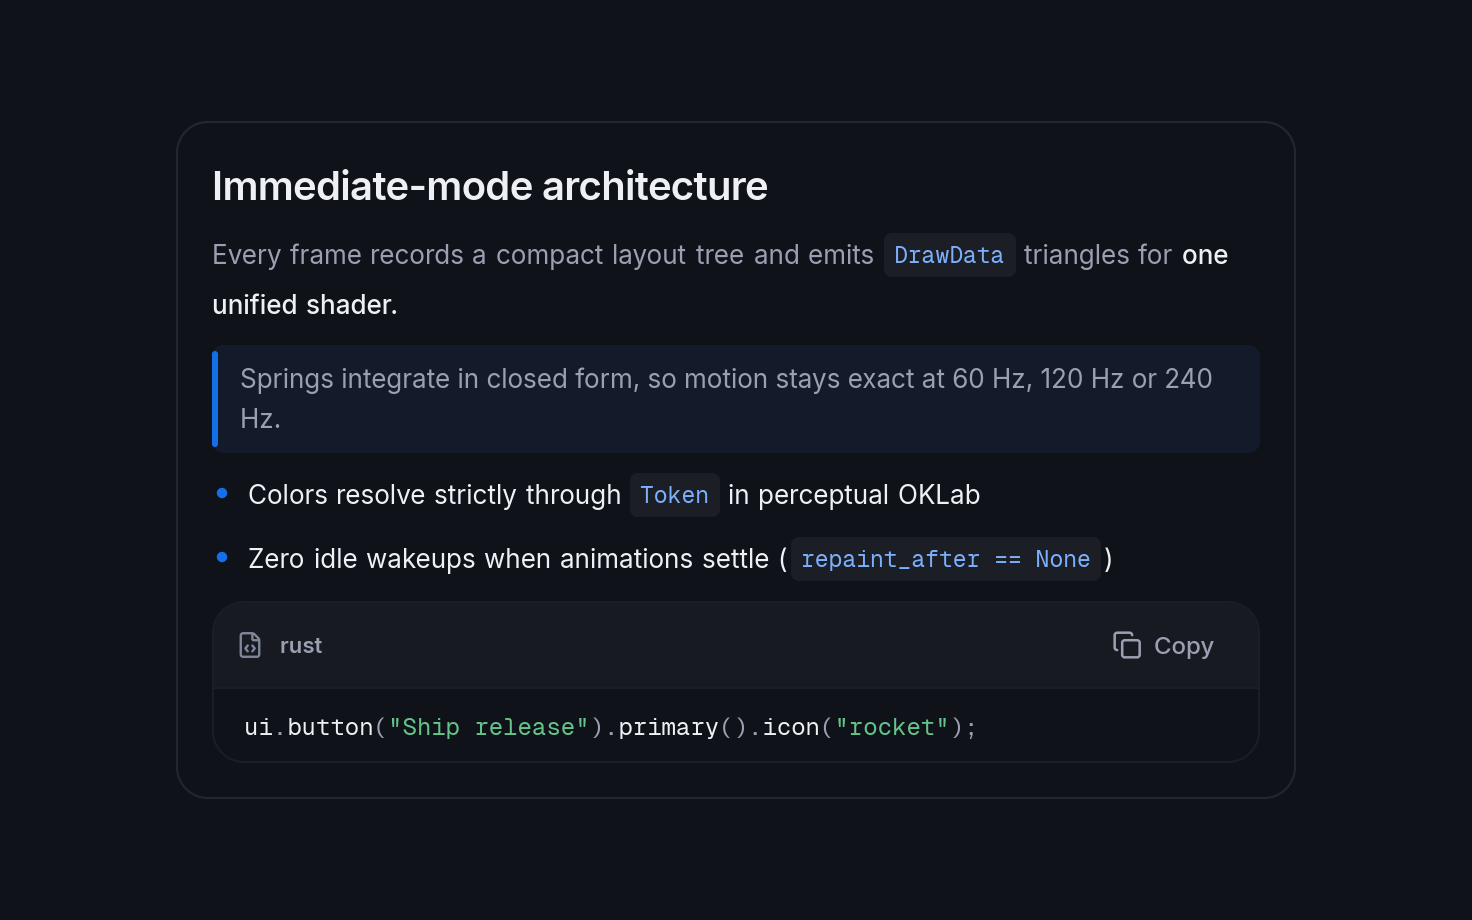 Immediate-mode architecture
Every frame records a compact layout tree and emits DrawData triangles for one
unified shader.
Springs integrate in closed form, so motion stays exact at 60 Hz, 120 Hz or 240
Hz.
Colors resolve strictly through Token in perceptual OKLab
Zero idle wakeups when animations settle (repaint_after == None)
rust
Copy
ui.button("Ship release").primary().icon("rocket");